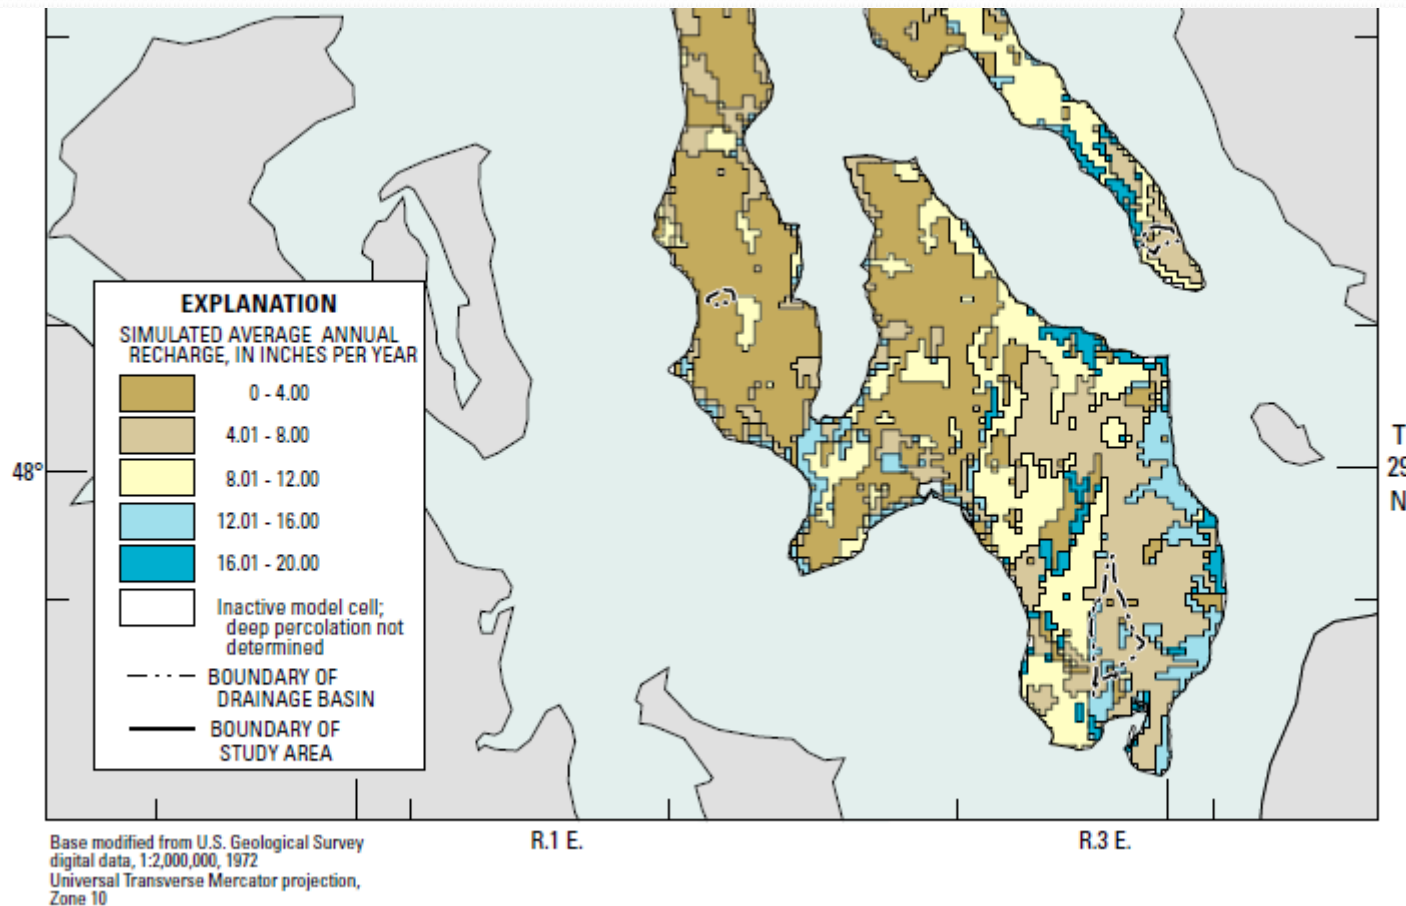 EXPLANATION
SIMULATED AVERAGE ANNUAL
RECHARGE, IN INCHES PER YEAR
0 - 4.00
4.01 - 8.00
8.01 - 12.00
12.01 - 16.00
16.01 - 20.00
Inactive model cell;
deep percolation not
determined
BOUNDARY OF
DRAINAGE BASIN
BOUNDARY OF
STUDY AREA
48°
T
29
N
R.1 E.
R.3 E.
Base modified from U.S. Geological Survey
digital data, 1:2,000,000, 1972
Universal Transverse Mercator projection,
Zone 10